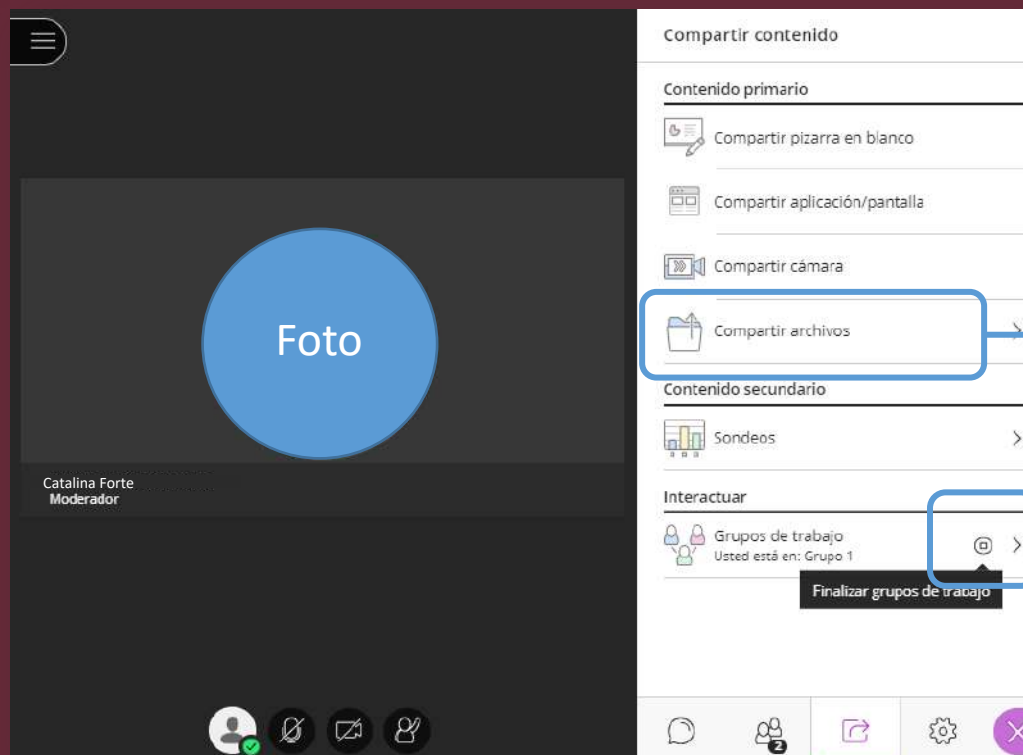 Compartir contenido
Contenido primario
Compartir pizarra en blanco
Compartir aplicación/pantalla
Compartir cámara
Compartir archivos
Contenido secundario
Sondeos
Interactuar
Grupos de trabajo
Usted está en: Grupo 1
Finalizar grupos de trabajo
Foto
Catalina Forte
Moderador
2